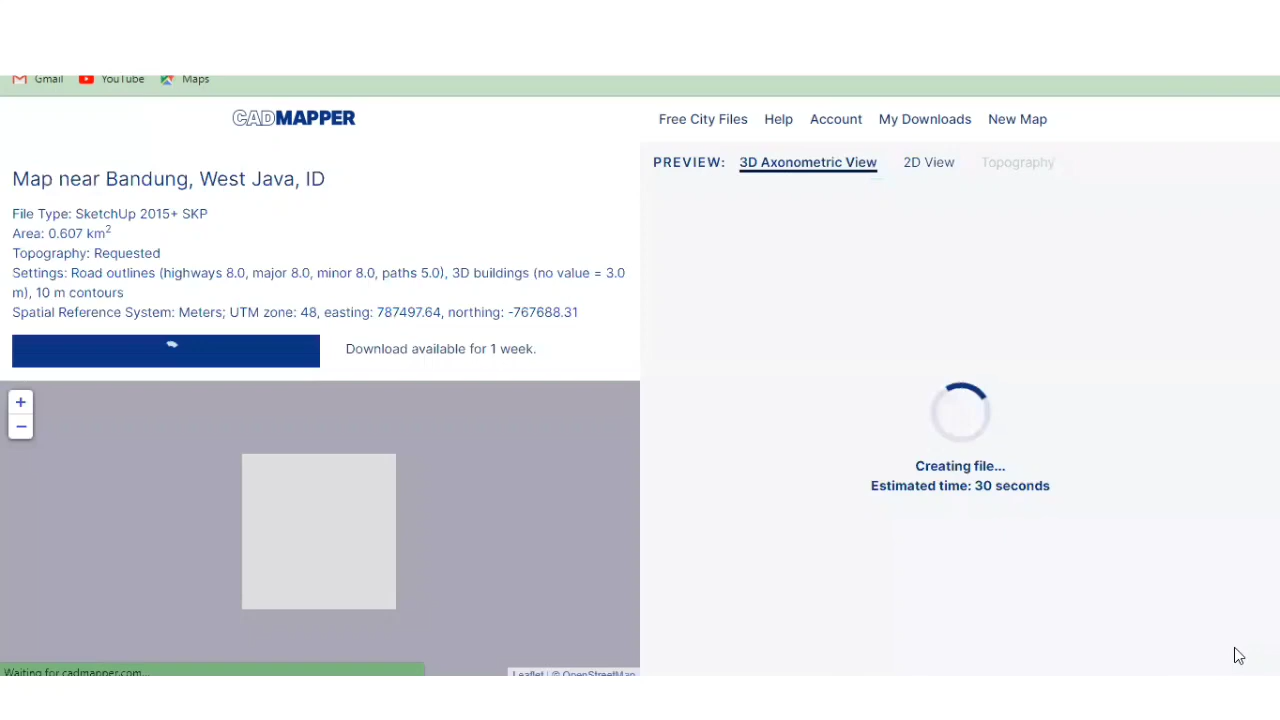 Gmail YouTube Maps
CADMAPPER
Free City Files Help Account My Downloads New Map
PREVIEW: 3D Axonometric View 2D View Topography
Map near Bandung, West Java, ID
File Type: SketchUp 2015+ SKP
Area: 0.607 km²
Topography: Requested
Settings: Road outlines (highways 8.0, major 8.0, minor 8.0, paths 5.0), 3D buildings (no value = 3.0
m), 10 m contours
Spatial Reference System: Meters; UTM zone: 48, easting: 787497.64, northing: -767688.31
Download available for 1 week.
+
−
Creating file...
Estimated time: 30 seconds
Waiting for cadmapper.com...
Leaflet | © OpenStreetMap